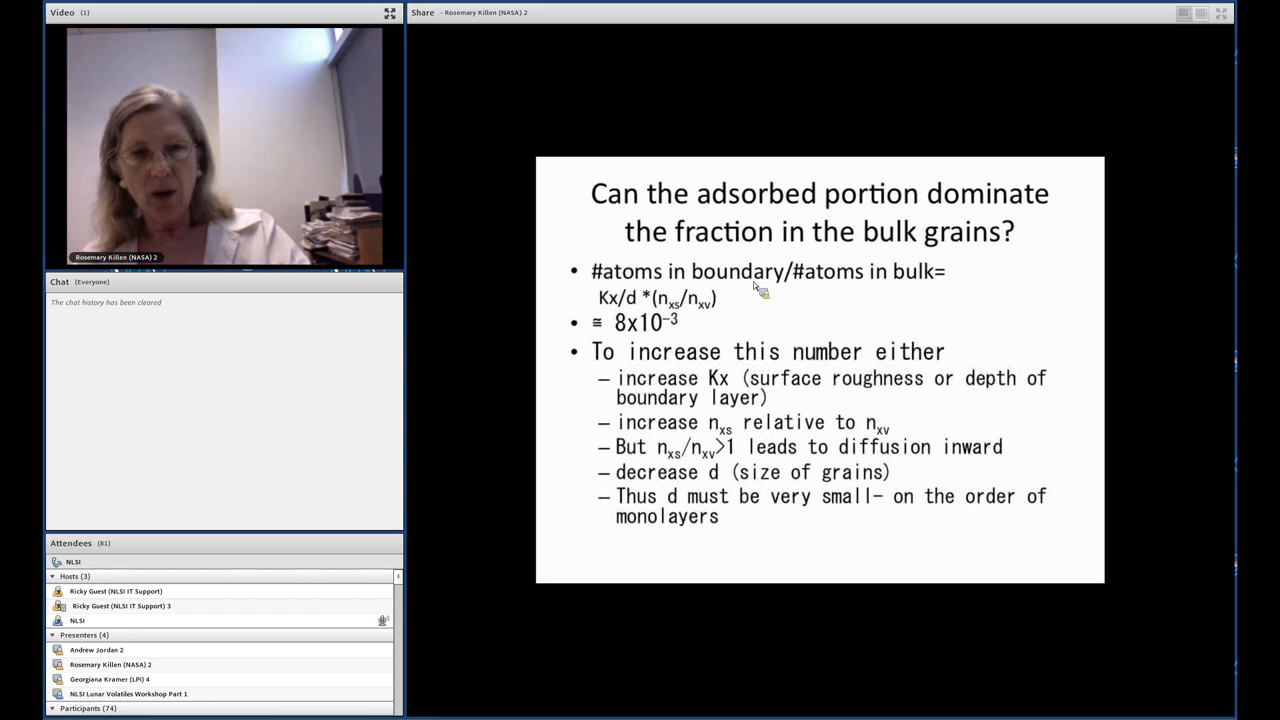 Video (1)
Rosemary Killen (NASA) 2
Share - Rosemary Killen (NASA) 2
Can the adsorbed portion dominate
the fraction in the bulk grains?
• #atoms in boundary/#atoms in bulk=
Kx/d *(nxs/nxv)
• ≅ 8x10−3
• To increase this number either
– increase Kx (surface roughness or depth of
boundary layer)
– increase nxs relative to nxv
– But nxs/nxv>1 leads to diffusion inward
– decrease d (size of grains)
– Thus d must be very small– on the order of
monolayers
Chat (Everyone)
The chat history has been cleared
Attendees (81)
NLSI
Hosts (3)
Ricky Guest (NLSI IT Support)
Ricky Guest (NLSI IT Support) 3
NLSI
Presenters (4)
Andrew Jordan 2
Rosemary Killen (NASA) 2
Georgiana Kramer (LPI) 4
NLSI Lunar Volatiles Workshop Part 1
Participants (74)